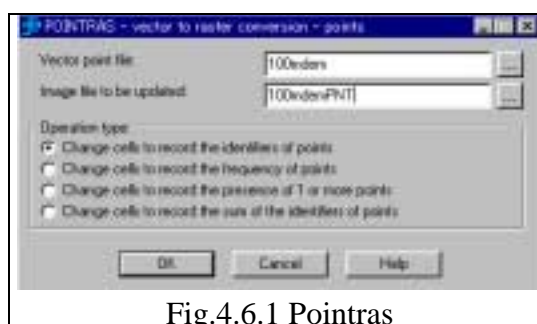 POINTRAS - vector to raster conversion - points
Vector point file:
100mdem
...
Image file to be updated:
100mdemPNT
...
Operation type:
Change cells to record the identifiers of points
Change cells to record the frequency of points
Change cells to record the presence of 1 or more points
Change cells to record the sum of the identifiers of points
OK
Cancel
Help
Fig.4.6.1 Pointras